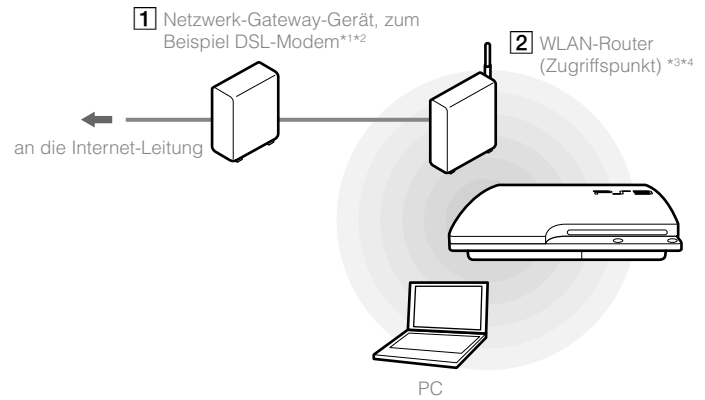 1 Netzwerk-Gateway-Gerät, zum
Beispiel DSL-Modem*1*2
2 WLAN-Router
(Zugriffspunkt) *3*4
an die Internet-Leitung
PS3
PC